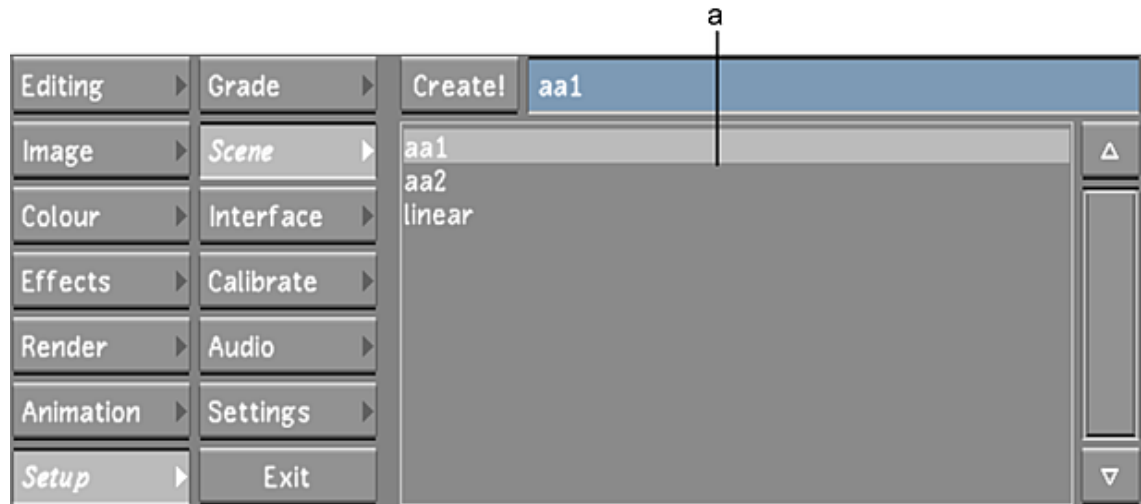 a
Editing
Grade
Create!
aa1
Image
Scene
aa1
aa2
Colour
Interface
linear
Effects
Calibrate
Render
Audio
Animation
Settings
Setup
Exit